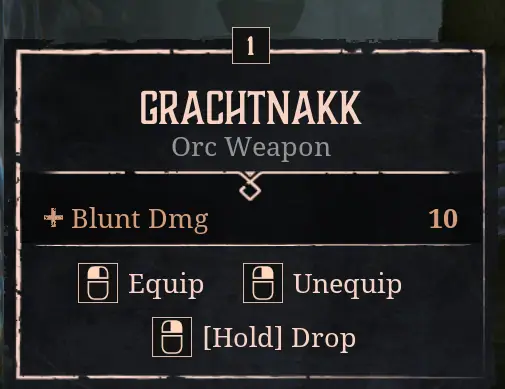 1
GRACHTNAKK
Orc Weapon
Blunt Dmg 10
Equip Unequip
[Hold] Drop